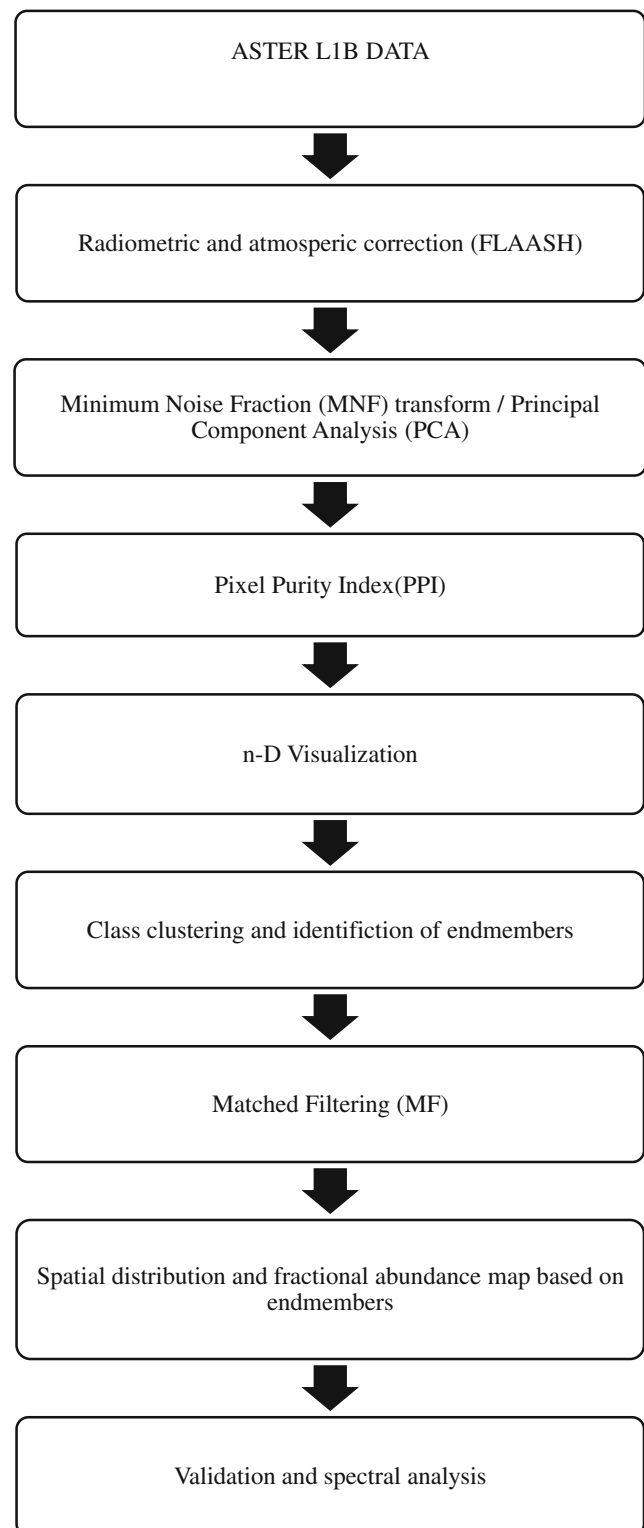 ASTER L1B DATA
Radiometric and atmosperic correction (FLAASH)
Minimum Noise Fraction (MNF) transform / Principal
Component Analysis (PCA)
Pixel Purity Index(PPI)
n-D Visualization
Class clustering and identifiction of endmembers
Matched Filtering (MF)
Spatial distribution and fractional abundance map based on
endmembers
Validation and spectral analysis